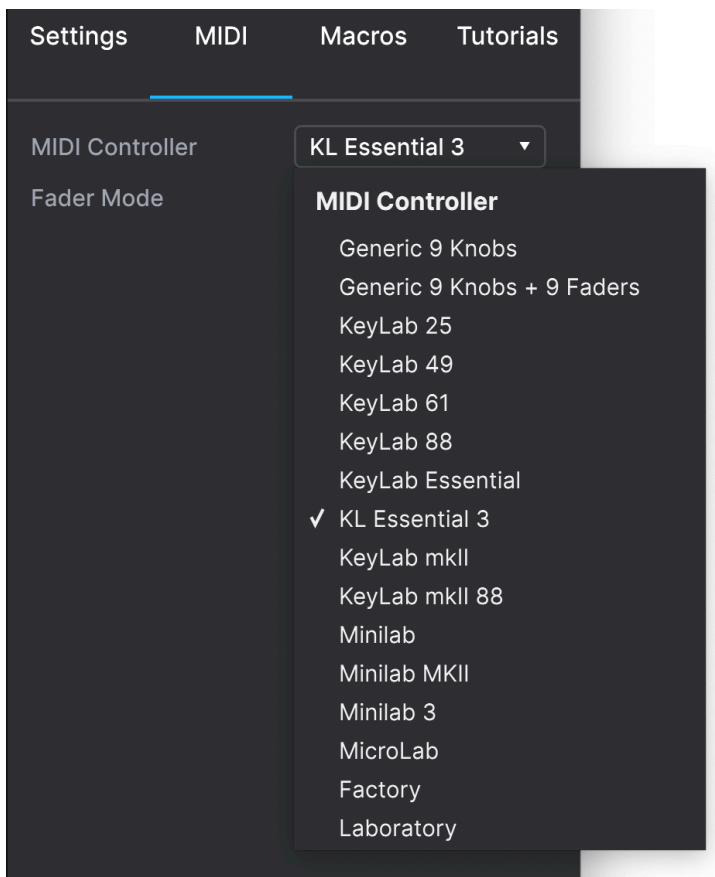 Settings MIDI Macros Tutorials
MIDI Controller KL Essential 3
Fader Mode
MIDI Controller
Generic 9 Knobs
Generic 9 Knobs + 9 Faders
KeyLab 25
KeyLab 49
KeyLab 61
KeyLab 88
KeyLab Essential
KL Essential 3
KeyLab mkII
KeyLab mkII 88
Minilab
Minilab MKII
Minilab 3
MicroLab
Factory
Laboratory